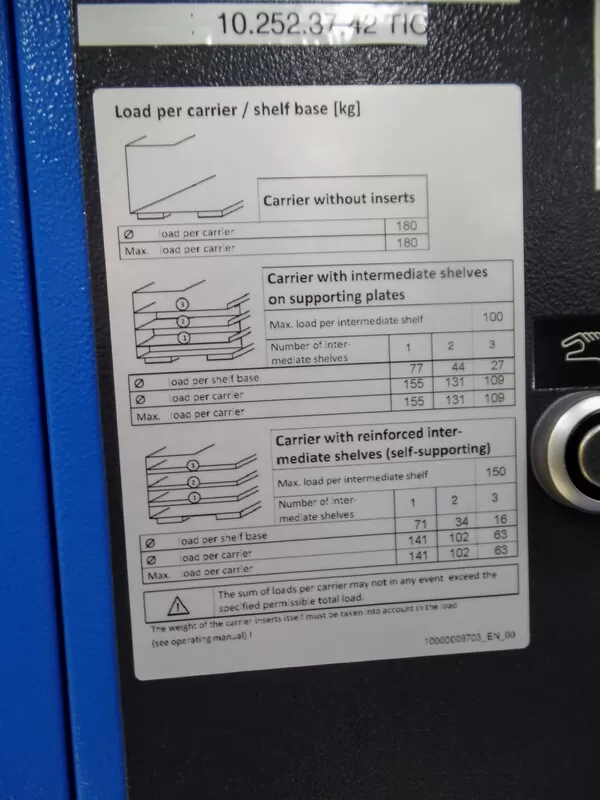 10.252.37.42 TIC
Load per carrier / shelf base [kg]
Carrier without inserts
Ø load per carrier 180
Max. load per carrier 180
Carrier with intermediate shelves
on supporting plates
3
2
1
Max. load per intermediate shelf 100
Number of inter-
mediate shelves 1 2 3
Ø load per shelf base 77 44 27
Ø load per carrier 155 131 109
Max. load per carrier 155 131 109
Carrier with reinforced inter-
mediate shelves (self-supporting)
3
2
1
Max. load per intermediate shelf 150
Number of inter-
mediate shelves 1 2 3
Ø load per shelf base 71 34 16
Ø load per carrier 141 102 63
Max. load per carrier 141 102 63
The sum of loads per carrier may not in any event exceed the
specified permissible total load.
The weight of the carrier inserts itself must be taken into account in the load
(see operating manual) !
10000009703_EN_00